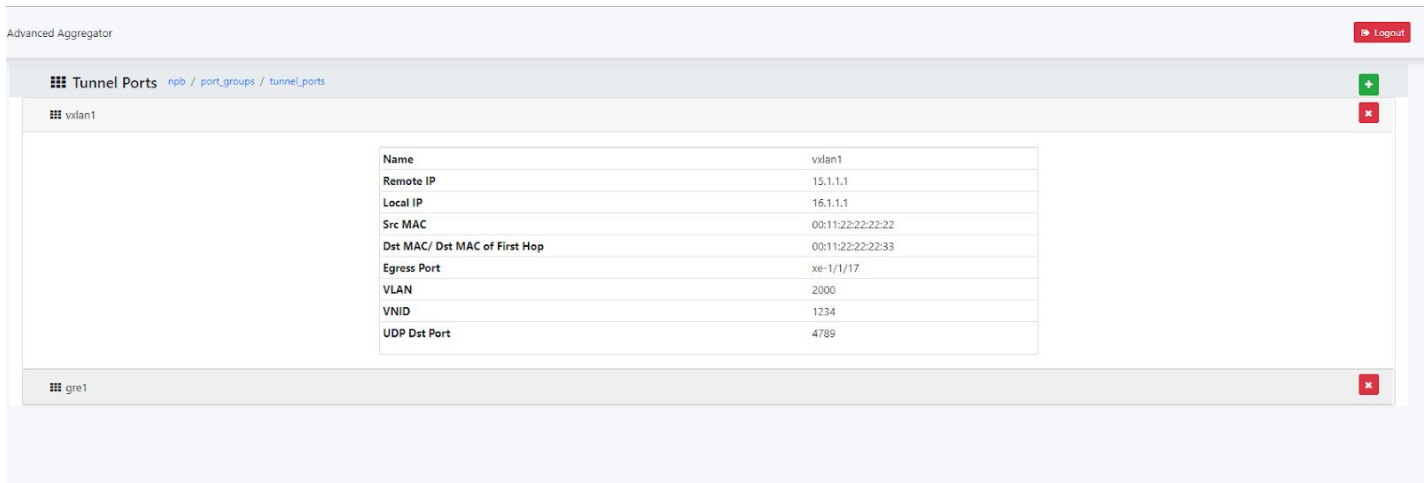 Advanced Aggregator Logout
Tunnel Ports npb / port_groups / tunnel_ports
vxlan1
Name vxlan1
Remote IP 15.1.1.1
Local IP 16.1.1.1
Src MAC 00:11:22:22:22:22
Dst MAC/ Dst MAC of First Hop 00:11:22:22:22:33
Egress Port xe-1/1/17
VLAN 2000
VNID 1234
UDP Dst Port 4789
gre1